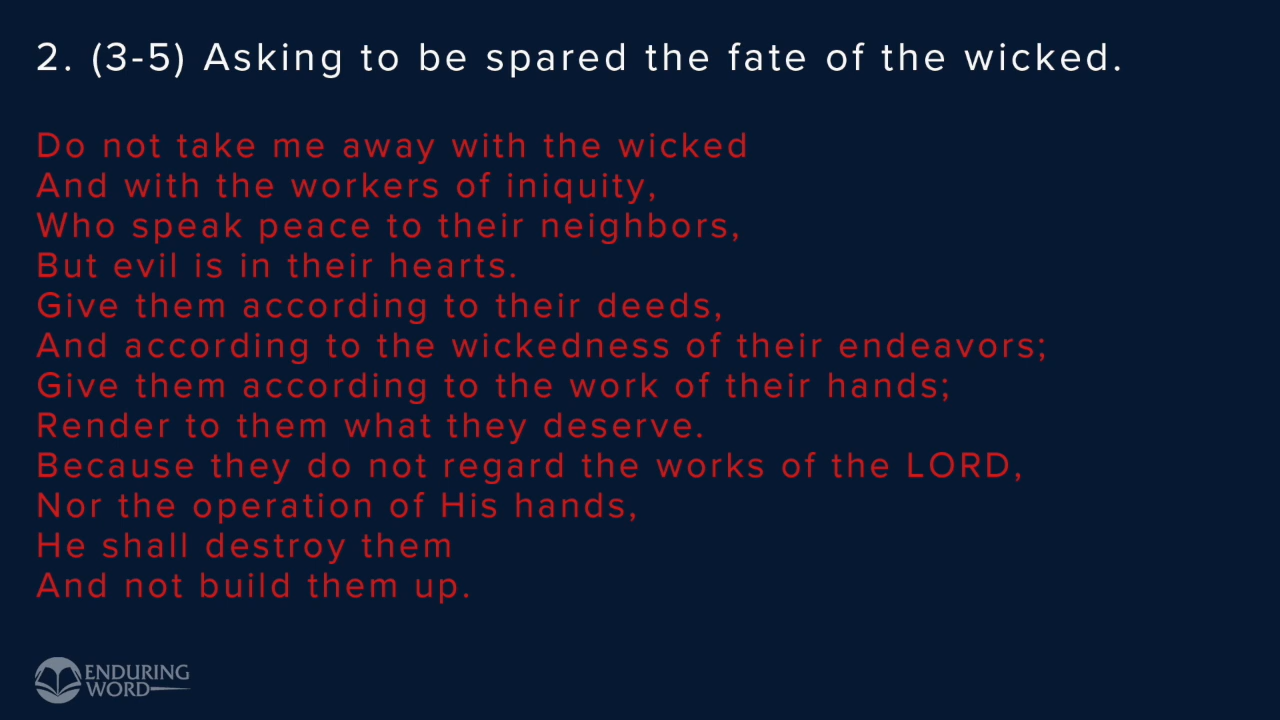 2. (3-5) Asking to be spared the fate of the wicked.
Do not take me away with the wicked
And with the workers of iniquity,
Who speak peace to their neighbors,
But evil is in their hearts.
Give them according to their deeds,
And according to the wickedness of their endeavors;
Give them according to the work of their hands;
Render to them what they deserve.
Because they do not regard the works of the LORD,
Nor the operation of His hands,
He shall destroy them
And not build them up.
ENDURING
WORD